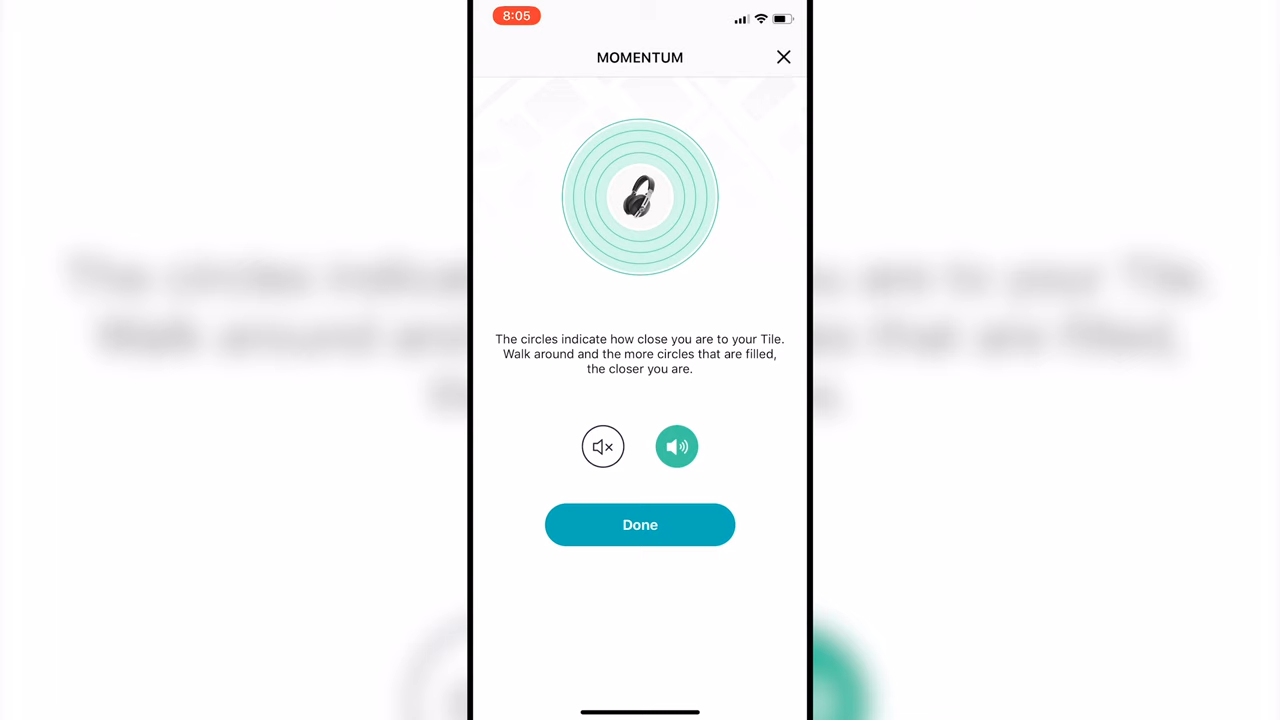 8:05
MOMENTUM
The circles indicate how close you are to your Tile.
Walk around and the more circles that are filled,
the closer you are.
Done